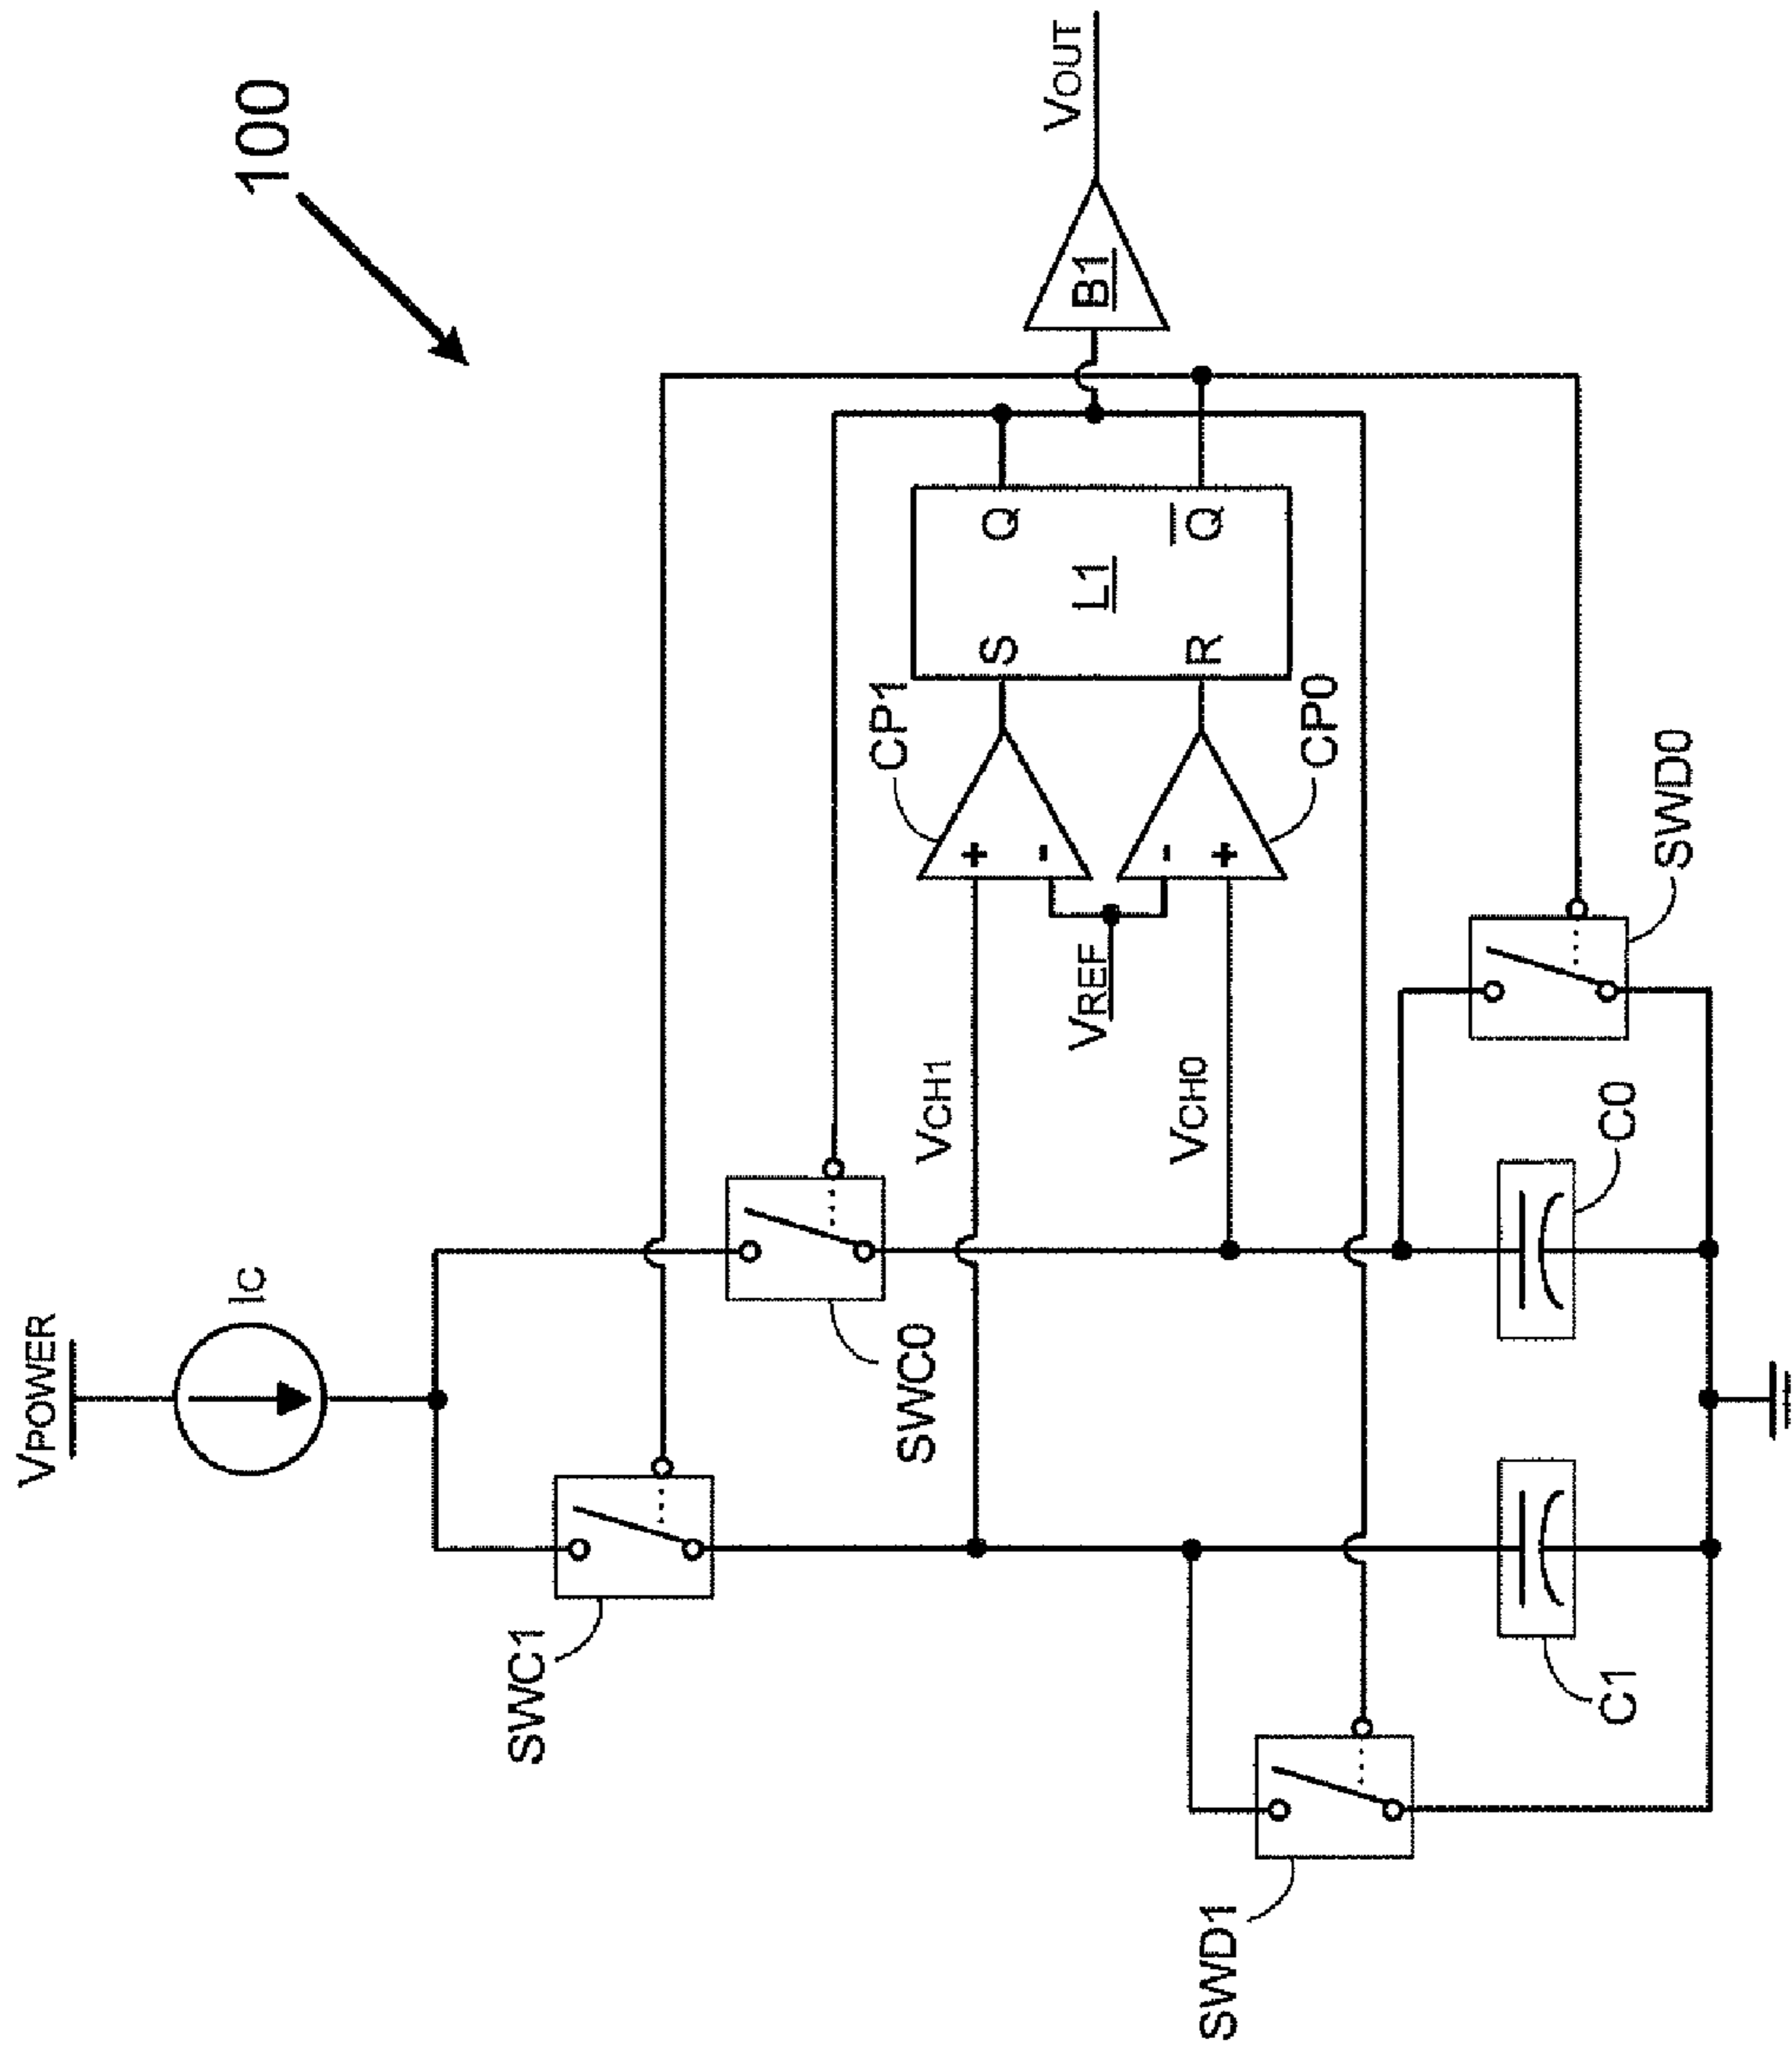 100
VPOWER
IC
SWC1
SWC0
VCH1
VCH0
VREF
+
-
-
+
CP1
CP0
S
R
L1
Q
Q̅
B1
VOUT
SWD1
C1
C0
SWD0